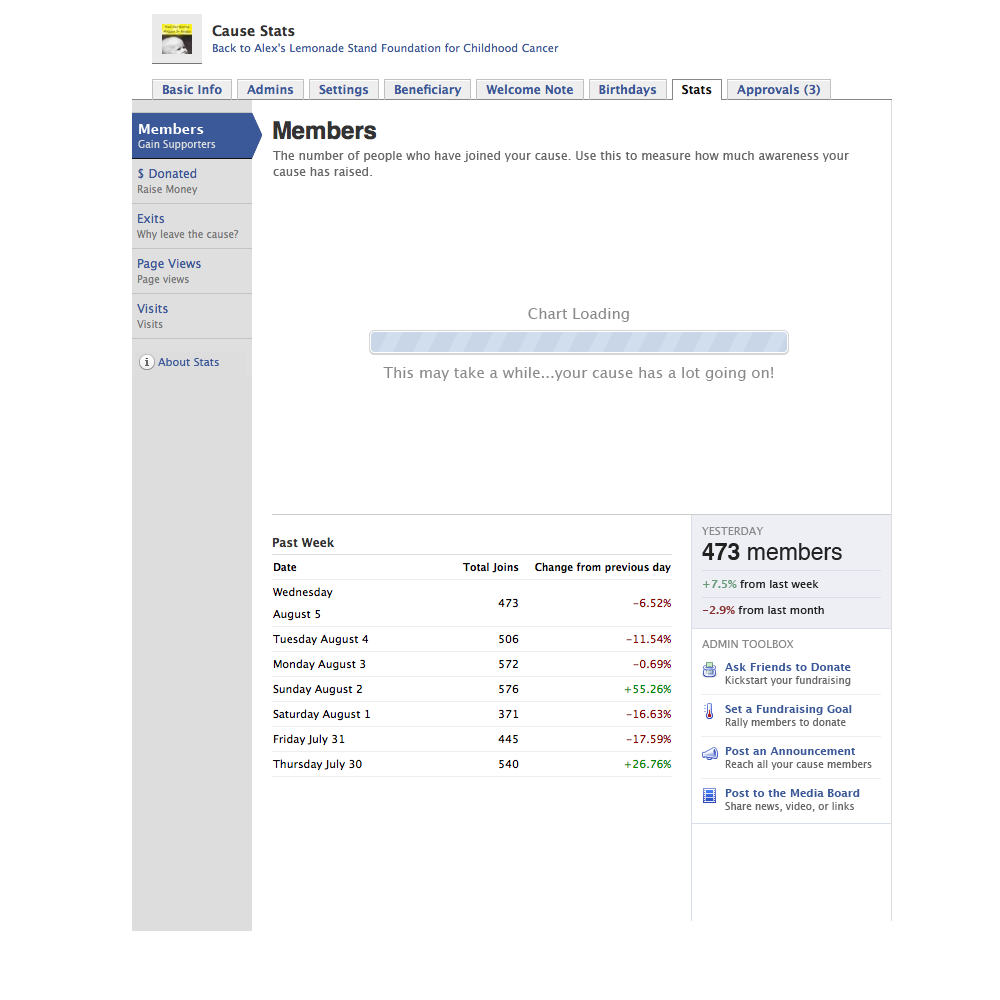 Cause Stats
Back to Alex's Lemonade Stand Foundation for Childhood Cancer
Basic Info Admins Settings Beneficiary Welcome Note Birthdays Stats Approvals (3)
Members
Gain Supporters
$ Donated
Raise Money
Exits
Why leave the cause?
Page Views
Page views
Visits
Visits
i About Stats
Members
The number of people who have joined your cause. Use this to measure how much awareness your
cause has raised.
Chart Loading
This may take a while...your cause has a lot going on!
Past Week
Date Total Joins Change from previous day
Wednesday
August 5 473 -6.52%
Tuesday August 4 506 -11.54%
Monday August 3 572 -0.69%
Sunday August 2 576 +55.26%
Saturday August 1 371 -16.63%
Friday July 31 445 -17.59%
Thursday July 30 540 +26.76%
YESTERDAY
473 members
+7.5% from last week
-2.9% from last month
ADMIN TOOLBOX
Ask Friends to Donate
Kickstart your fundraising
Set a Fundraising Goal
Rally members to donate
Post an Announcement
Reach all your cause members
Post to the Media Board
Share news, video, or links